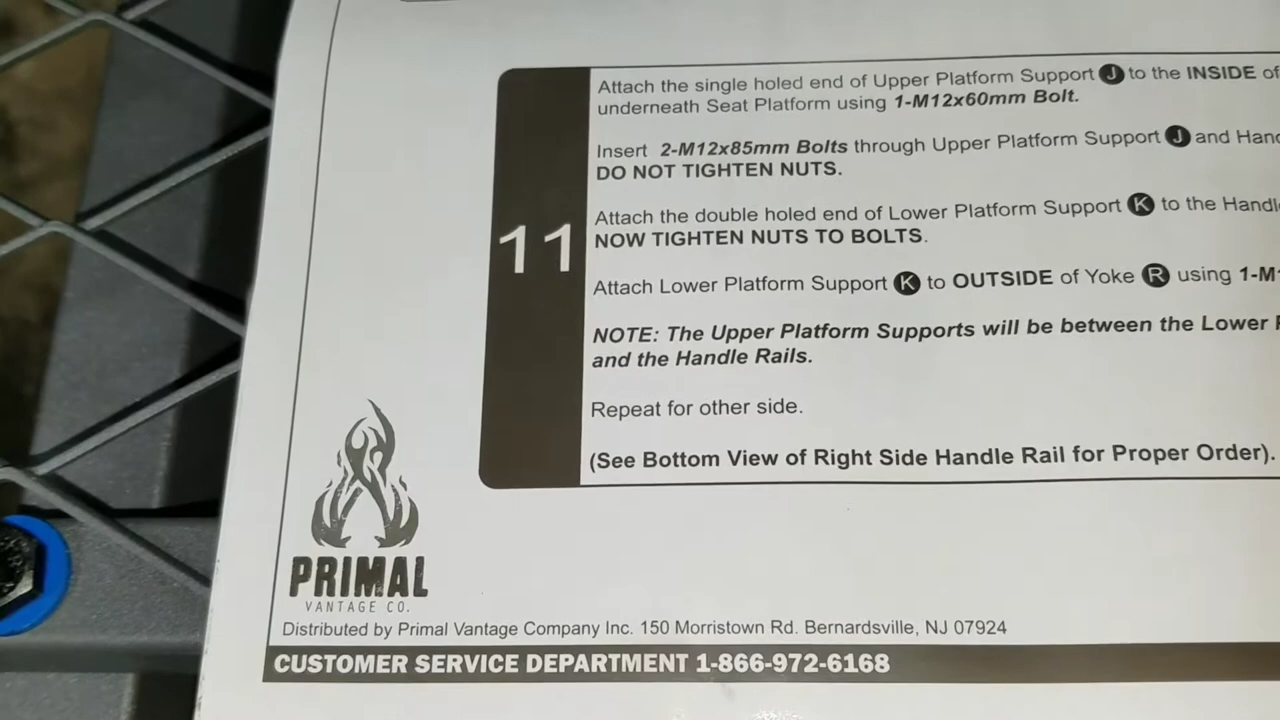 Attach the single holed end of Upper Platform Support J to the INSIDE of
underneath Seat Platform using 1-M12x60mm Bolt.
Insert 2-M12x85mm Bolts through Upper Platform Support J and
DO NOT TIGHTEN NUTS.
Attach the double holed end of Lower Platform Support K to the
NOW TIGHTEN NUTS TO BOLTS.
11
Attach Lower Platform Support K to OUTSIDE of Yoke R using 1-M
NOTE: The Upper Platform Supports will be between the Lower
and the Handle Rails.
Repeat for other side.
(See Bottom View of Right Side Handle Rail for Proper Order).
PRIMAL
VANTAGE CO.
Distributed by Primal Vantage Company Inc. 150 Morristown Rd. Bernardsville, NJ 07924
CUSTOMER SERVICE DEPARTMENT 1-866-972-6168